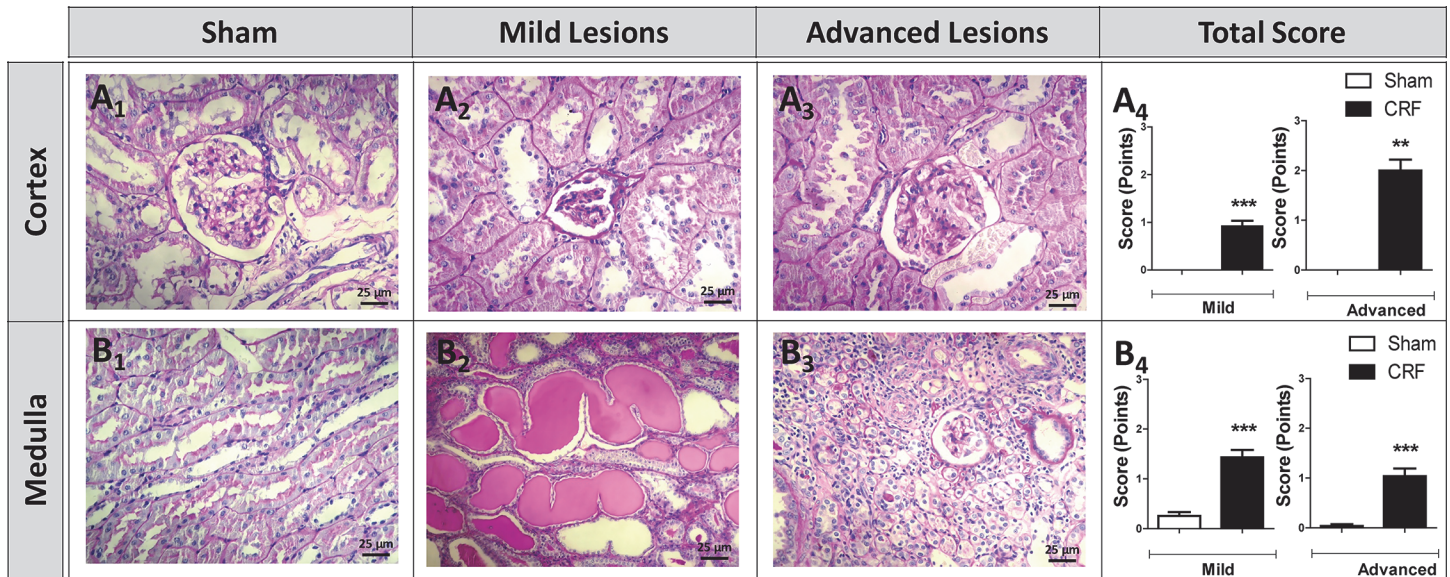 Sham
Mild Lesions
Advanced Lesions
Total Score
Cortex
A1
25 µm
A2
25 µm
A3
25 µm
A4
Sham
CRF
Score (Points)
3
2
1
0
***
Mild
Score (Points)
3
2
1
0
**
Advanced
Medulla
B1
25 µm
B2
25 µm
B3
25 µm
B4
Sham
CRF
Score (Points)
3
2
1
0
***
Mild
Score (Points)
3
2
1
0
***
Advanced